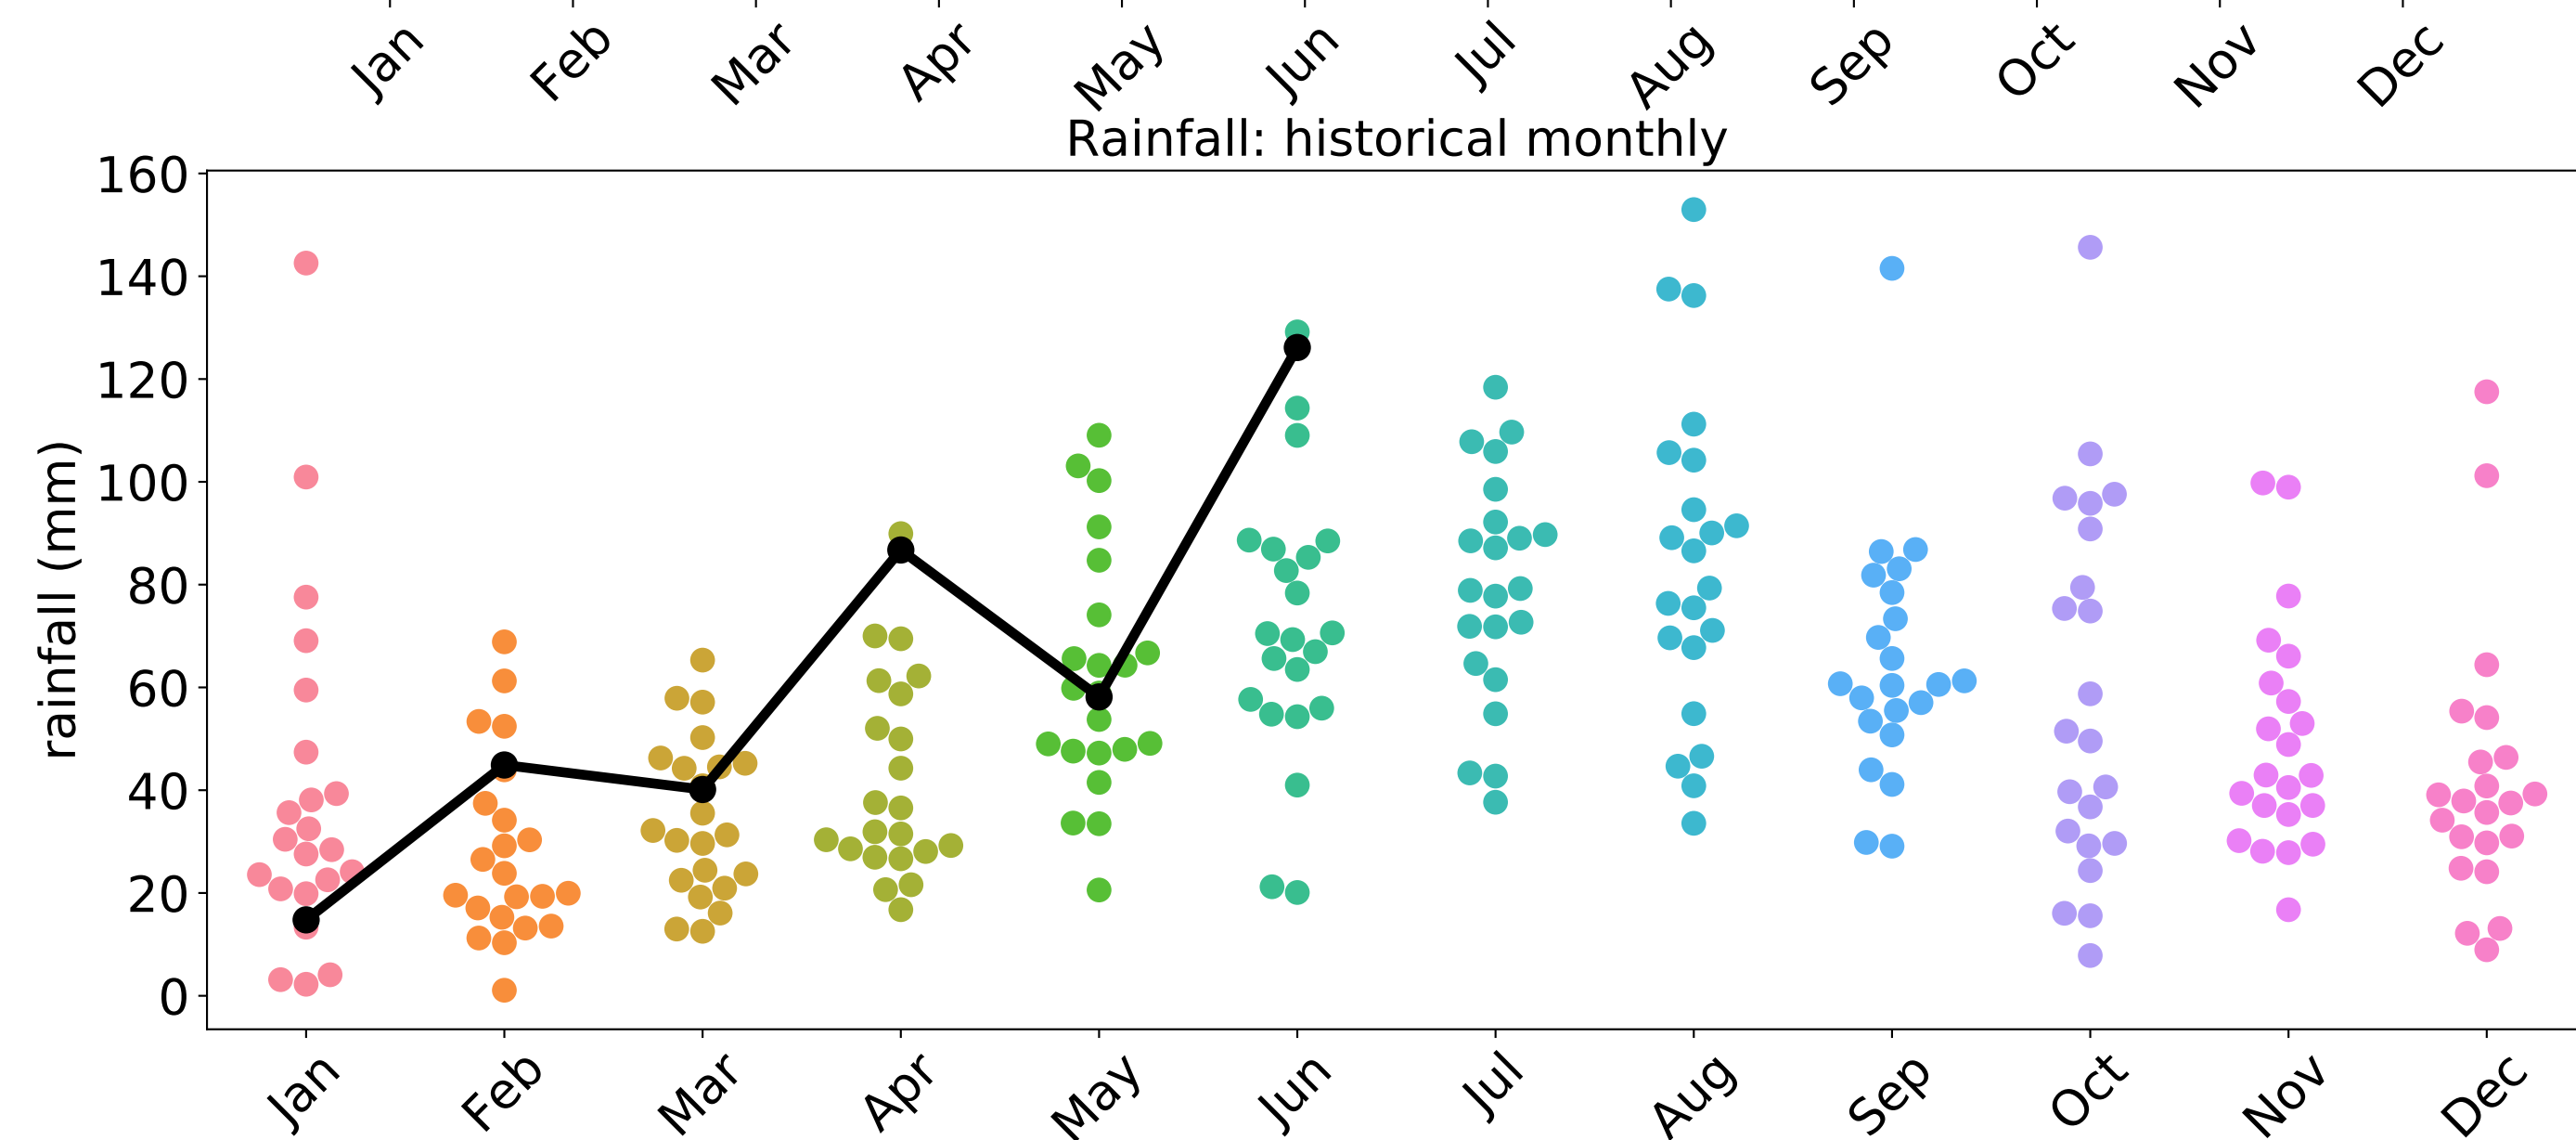 Jan Feb Mar Apr May Jun Jul Aug Sep Oct Nov Dec
Rainfall: historical monthly
rainfall (mm)
160
140
120
100
80
60
40
20
0
Jan Feb Mar Apr May Jun Jul Aug Sep Oct Nov Dec